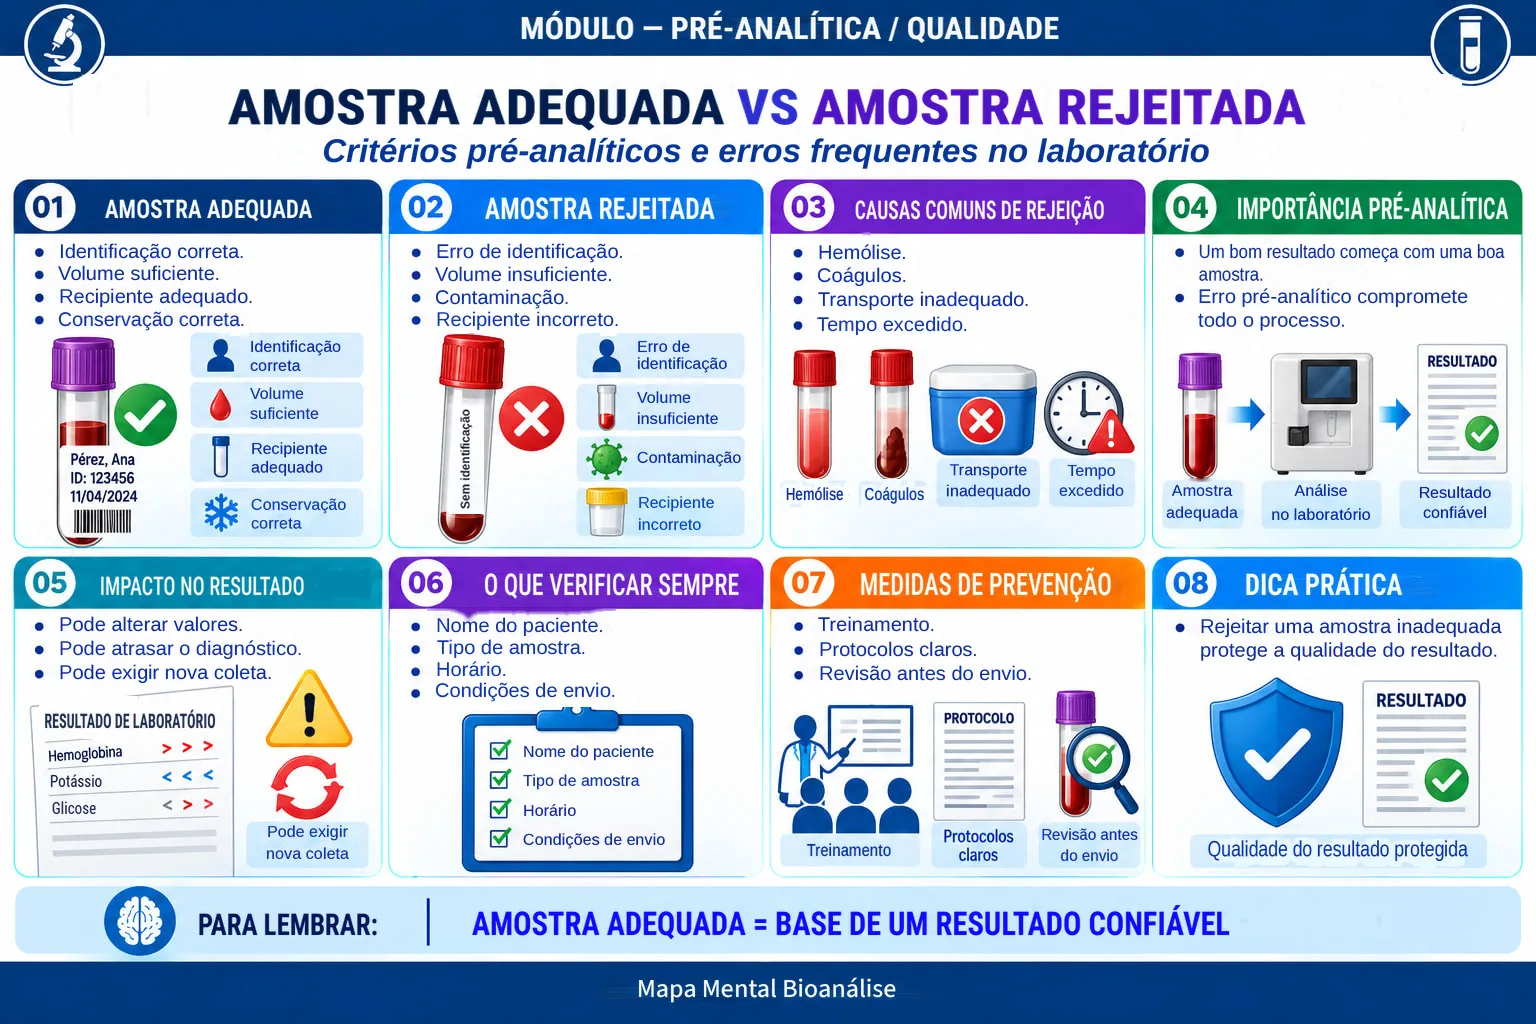 MÓDULO — PRÉ-ANALÍTICA / QUALIDADE
AMOSTRA ADEQUADA VS AMOSTRA REJEITADA
Critérios pré-analíticos e erros frequentes no laboratório
01 AMOSTRA ADEQUADA
• Identificação correta.
• Volume suficiente.
• Recipiente adequado.
• Conservação correta.
Pérez, Ana
ID: 123456
11/04/2024
Identificação
correta
Volume
suficiente
Recipiente
adequado
Conservação
correta
02 AMOSTRA REJEITADA
• Erro de identificação.
• Volume insuficiente.
• Contaminação.
• Recipiente incorreto.
Sem identificação
Erro de
identificação
Volume
insuficiente
Contaminação
Recipiente
incorreto
03 CAUSAS COMUNS DE REJEIÇÃO
• Hemólise.
• Coágulos.
• Transporte inadequado.
• Tempo excedido.
Hemólise
Coágulos
Transporte
inadequado
Tempo
excedido
04 IMPORTÂNCIA PRÉ-ANALÍTICA
• Um bom resultado começa com uma boa
amostra.
• Erro pré-analítico compromete
todo o processo.
RESULTADO
Amostra
adequada
Análise
no laboratório
Resultado
confiável
05 IMPACTO NO RESULTADO
• Pode alterar valores.
• Pode atrasar o diagnóstico.
• Pode exigir nova coleta.
RESULTADO DE LABORATÓRIO
Hemoglobina > > >
Potássio < < <
Glicose < > >
Pode exigir
nova coleta
06 O QUE VERIFICAR SEMPRE
• Nome do paciente.
• Tipo de amostra.
• Horário.
• Condições de envio.
Nome do paciente
Tipo de amostra
Horário
Condições de envio
07 MEDIDAS DE PREVENÇÃO
• Treinamento.
• Protocolos claros.
• Revisão antes do envio.
PROTOCOLO
Treinamento
Protocolos
claros
Revisão antes
do envio
08 DICA PRÁTICA
• Rejeitar uma amostra inadequada
protege a qualidade do resultado.
RESULTADO
Qualidade do resultado protegida
PARA LEMBRAR:
AMOSTRA ADEQUADA = BASE DE UM RESULTADO CONFIÁVEL
Mapa Mental Bioanálise